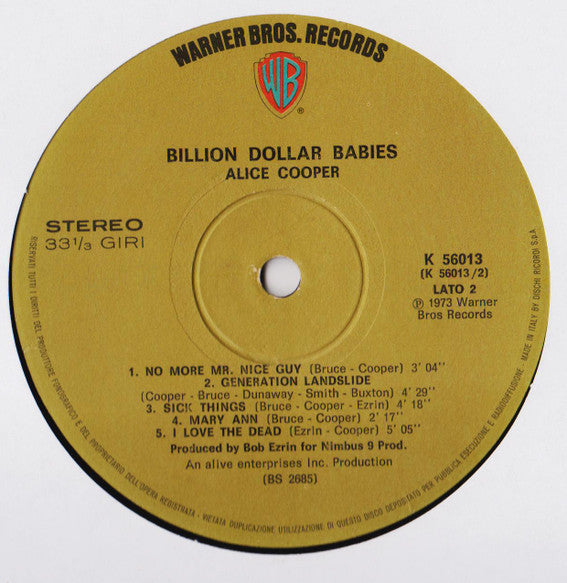 WARNER BROS. RECORDS
WB
®
BILLION DOLLAR BABIES
ALICE COOPER
STEREO
33⅓ GIRI
K 56013
(K 56013/2)
LATO 2
℗ 1973 Warner
Bros Records
1. NO MORE MR. NICE GUY (Bruce - Cooper) 3' 04"
2. GENERATION LANDSLIDE
(Cooper - Bruce - Dunaway - Smith - Buxton) 4' 29"
3. SICK THINGS (Bruce - Cooper - Ezrin) 4' 18"
4. MARY ANN (Bruce - Cooper) 2' 17"
5. I LOVE THE DEAD (Ezrin - Cooper) 5' 05"
Produced by Bob Ezrin for Nimbus 9 Prod.
An alive enterprises Inc. Production
(BS 2685)
RISERVATI TUTTI I DIRITTI DEL PRODUTTORE FONOGRAFICO E DEL PROPRIETARIO DELL'OPERA REGISTRATA - VIETATA DUPLICAZIONE UTILIZZAZIONE DI QUESTO DISCO DEPOSITATO PER PUBBLICA ESECUZIONE E RADIODIFFUSIONE. - MADE IN ITALY BY DISCHI RICORDI S.p.A.